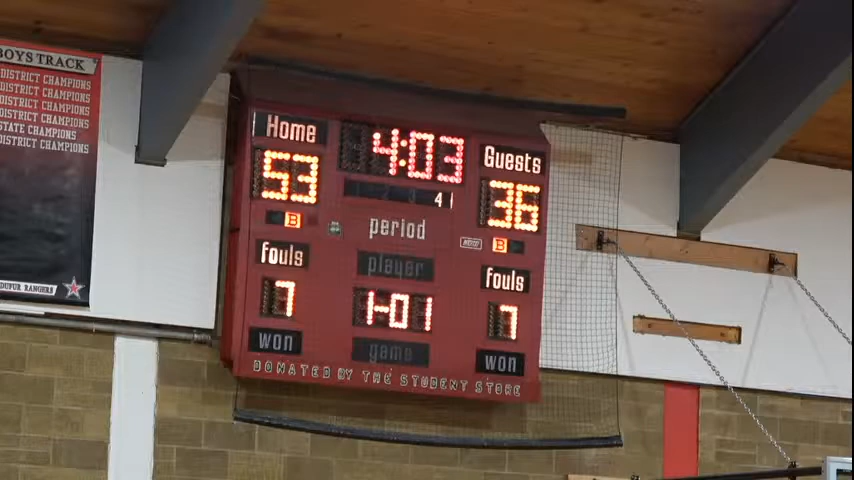 BOYS TRACK
DISTRICT CHAMPIONS
DISTRICT CHAMPIONS
DISTRICT CHAMPIONS
DISTRICT CHAMPIONS
STATE CHAMPIONS
DISTRICT CHAMPIONS
DUFUR RANGERS
Home
4:03
Guests
53
36
4
B
period
B
fouls
player
fouls
7
1-01
7
won
game
won
DONATED BY THE STUDENT STORE